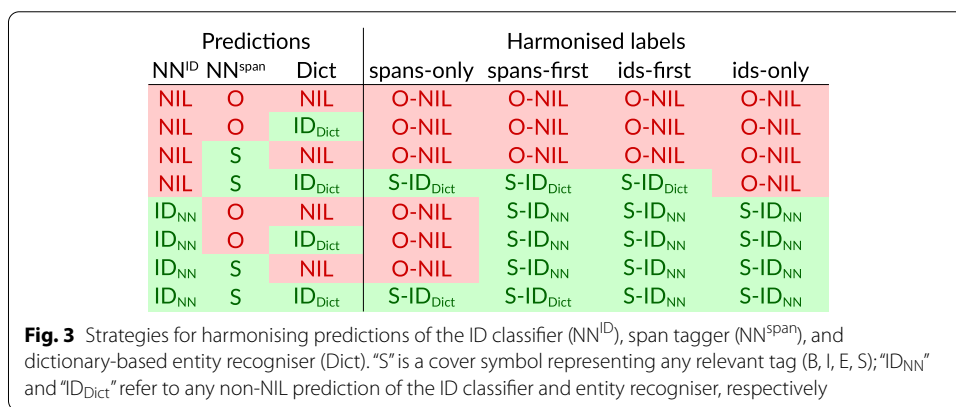 Predictions Harmonised labels
NN^ID NN^span Dict spans-only spans-first ids-first ids-only
NIL O NIL O-NIL O-NIL O-NIL O-NIL
NIL O ID_Dict O-NIL O-NIL O-NIL O-NIL
NIL S NIL O-NIL O-NIL O-NIL O-NIL
NIL S ID_Dict S-ID_Dict S-ID_Dict S-ID_Dict O-NIL
ID_NN O NIL O-NIL S-ID_NN S-ID_NN S-ID_NN
ID_NN O ID_Dict O-NIL S-ID_NN S-ID_NN S-ID_NN
ID_NN S NIL O-NIL S-ID_NN S-ID_NN S-ID_NN
ID_NN S ID_Dict S-ID_Dict S-ID_Dict S-ID_NN S-ID_NN
Fig. 3 Strategies for harmonising predictions of the ID classifier (NN^ID), span tagger (NN^span), and
dictionary-based entity recogniser (Dict). “S” is a cover symbol representing any relevant tag (B, I, E, S); “ID_NN”
and “ID_Dict” refer to any non-NIL prediction of the ID classifier and entity recogniser, respectively